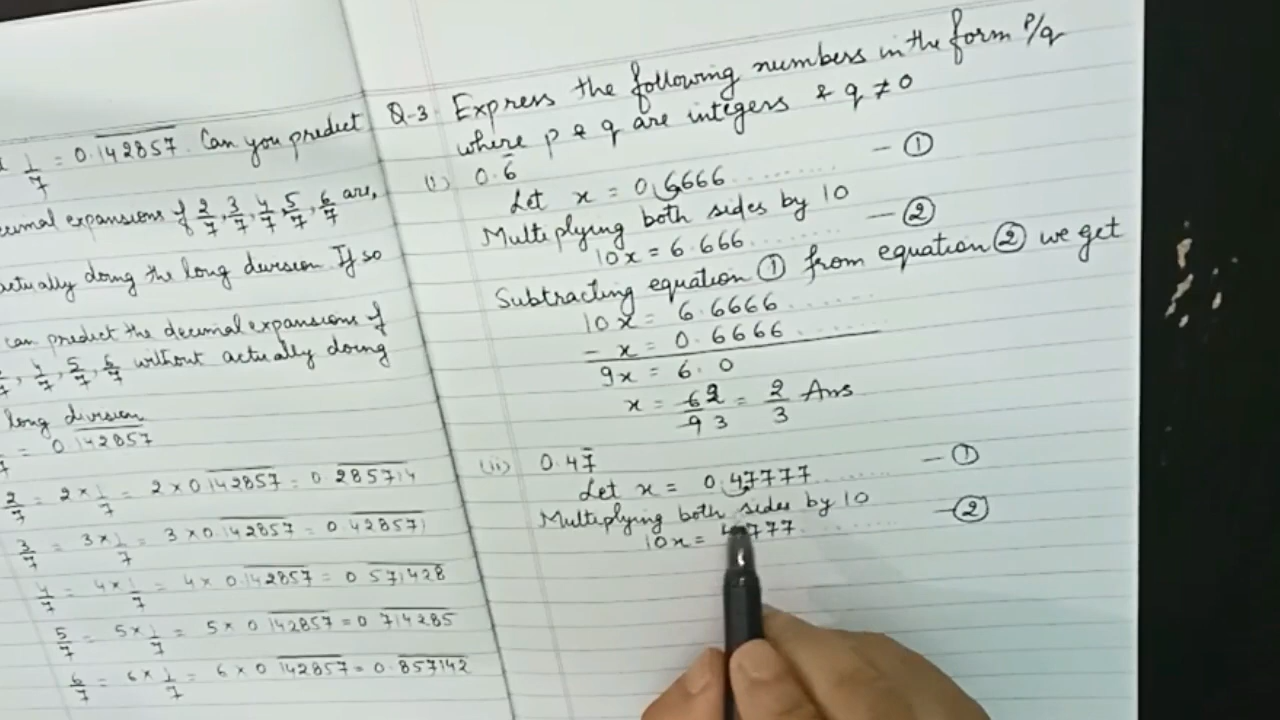 1/7 = 0.142857. Can you predict
decimal expansions of 2/7, 3/7, 4/7, 5/7, 6/7 are,
actually doing the long division. If so
can predict the decimal expansions of
4/7, 5/7, 6/7 without actually doing
long division
= 0.142857
2/7 = 2 × 1/7 = 2 × 0.142857 = 0.285714
3/7 = 3 × 1/7 = 3 × 0.142857 = 0.428571
4/7 = 4 × 1/7 = 4 × 0.142857 = 0.571428
5/7 = 5 × 1/7 = 5 × 0.142857 = 0.714285
6/7 = 6 × 1/7 = 6 × 0.142857 = 0.857142
Q-3. Express the following numbers in the form P/q
where p & q are integers & q ≠ 0
(i) 0.6̄
Let x = 0.6666........ — ①
Multiplying both sides by 10
10x = 6.666........ — ②
Subtracting equation ① from equation ② we get
10x = 6.6666......
- x = 0.6666......
9x = 6.0
x = 6/9 2/3 = 2/3 Ans
(ii) 0.47̄
Let x = 0.47777........ — ①
Multiplying both sides by 10
10x = 4.777........ — ②